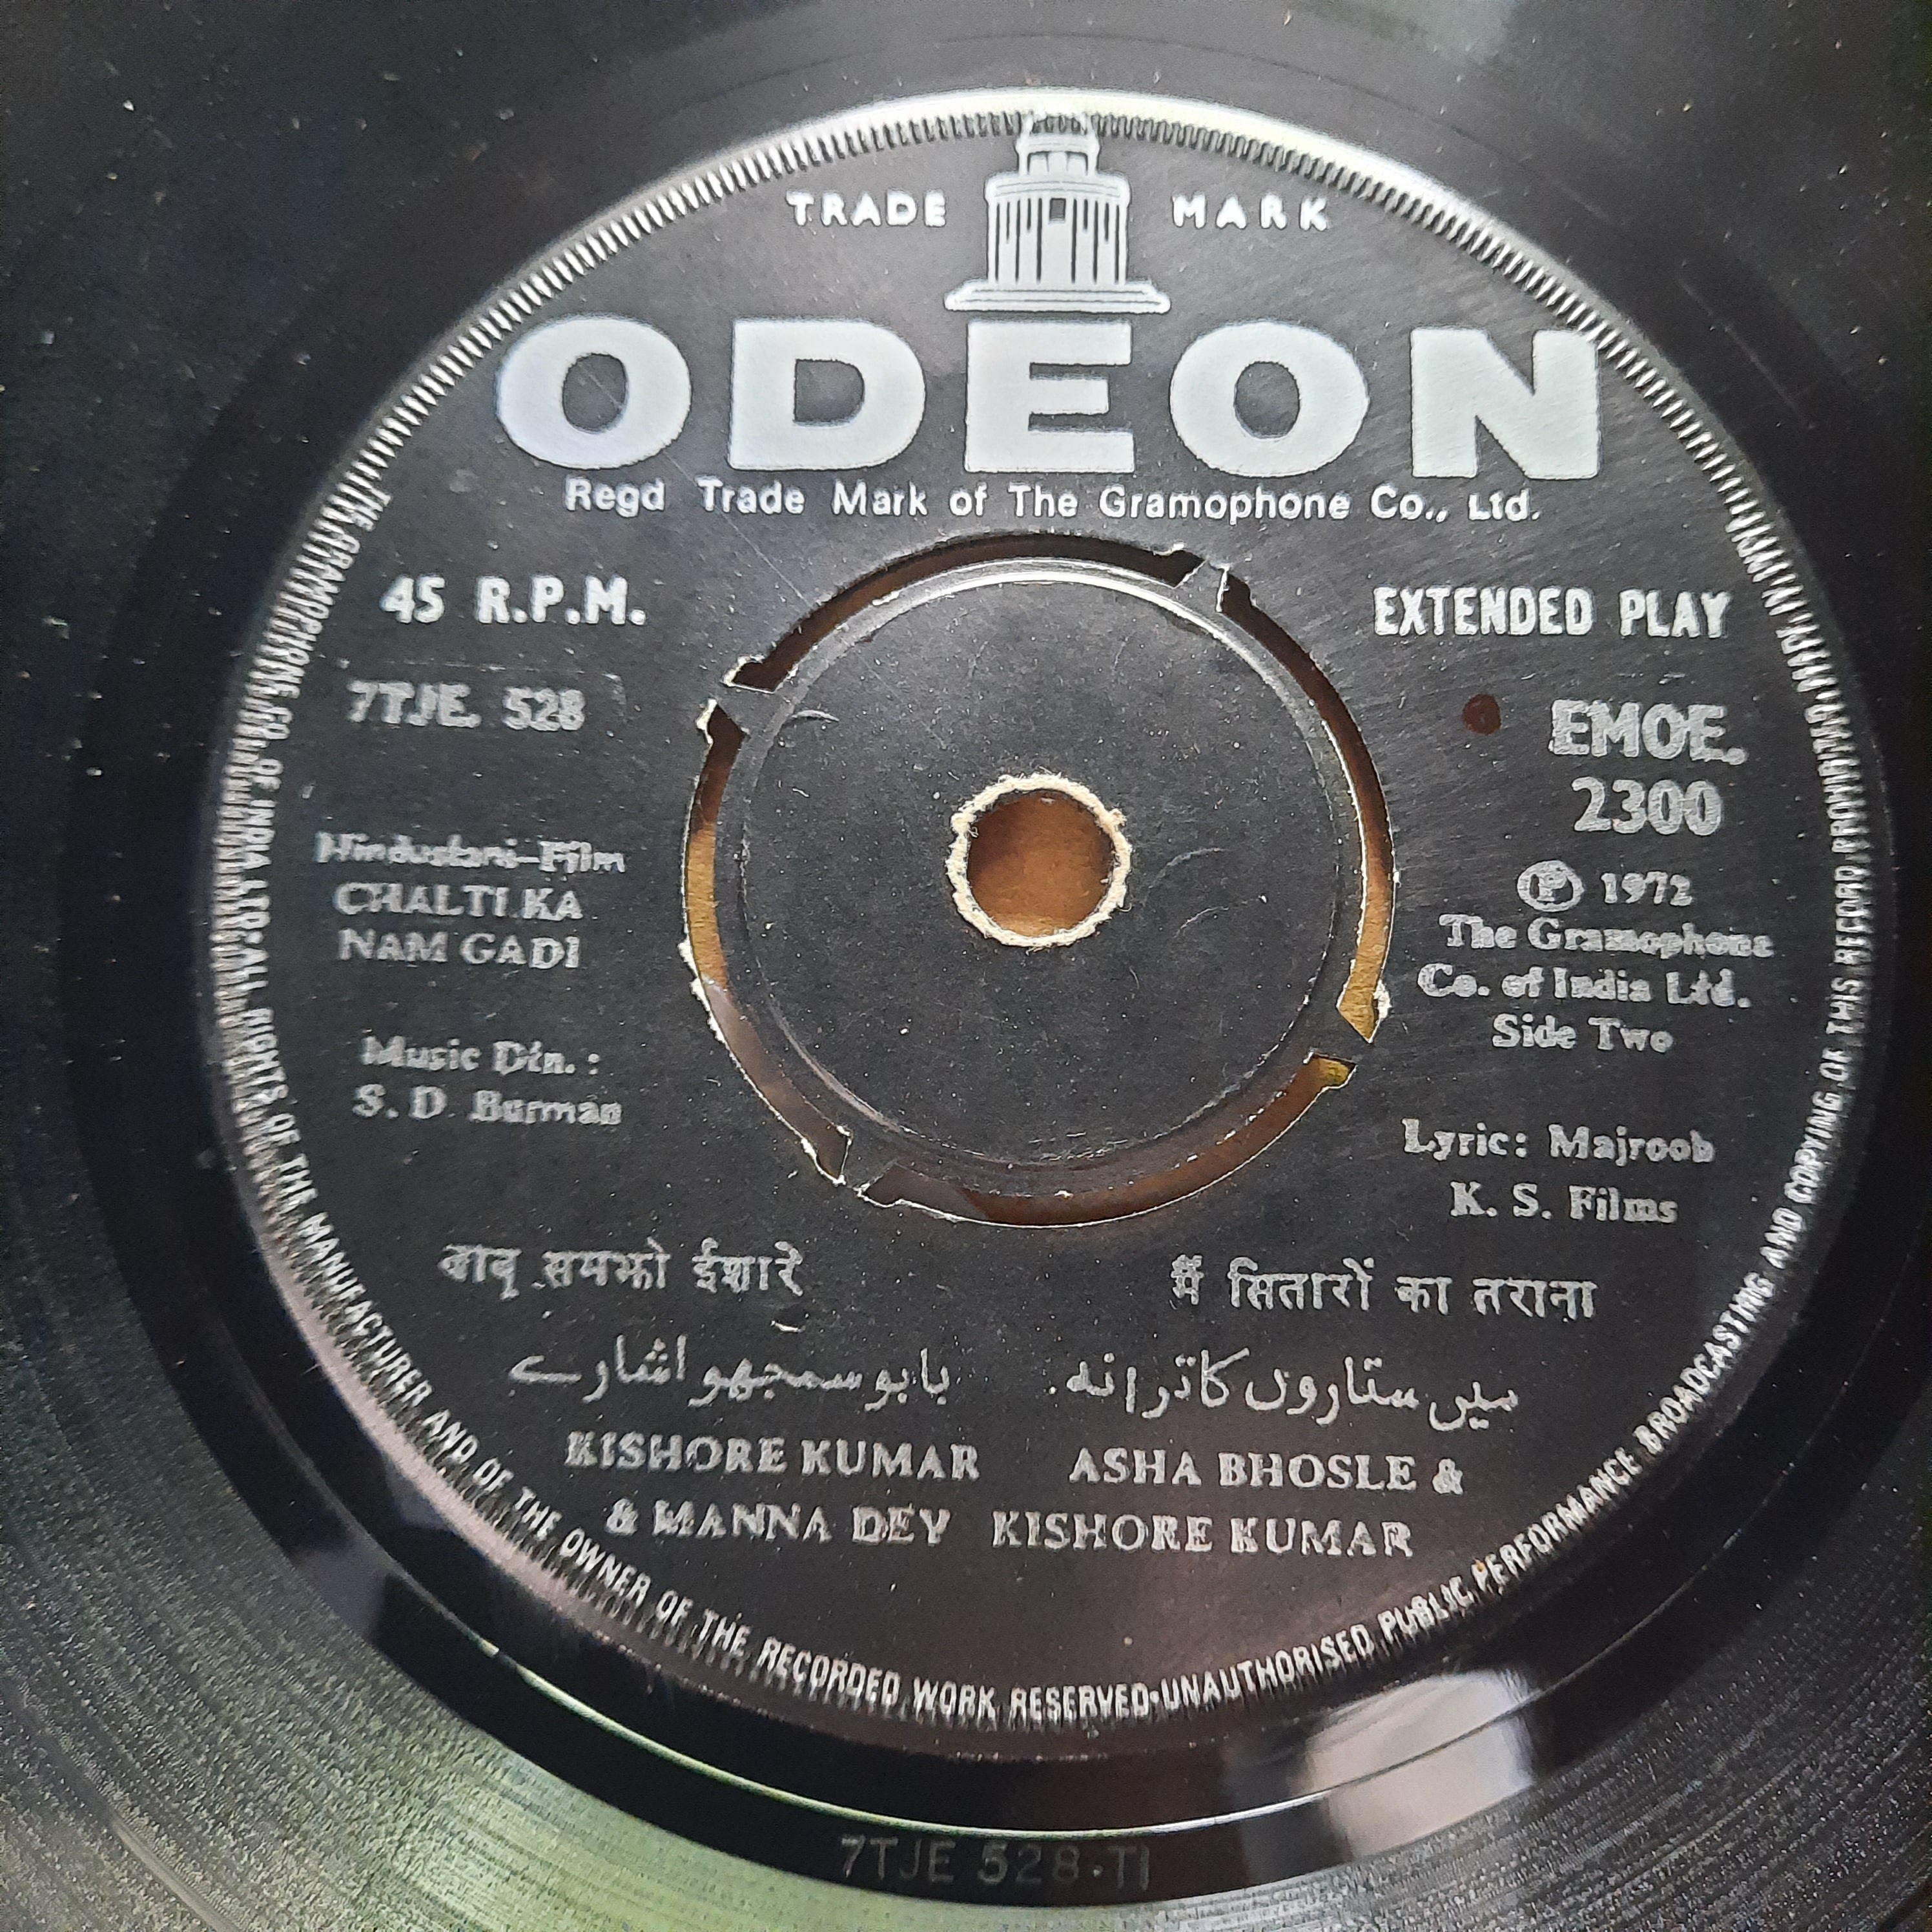 TRADE MARK
ODEON
Regd Trade Mark of The Gramophone Co., Ltd.
45 R.P.M.
EXTENDED PLAY
7TJE. 528
EMOE.
2300
Hindustani-Film
CHALTI KA
NAM GADI
Ⓟ 1972
The Gramophone
Co. of India Ltd.
Side Two
Music Din. :
S. D. Burman
Lyric: Majroob
K. S. Films
बाबू समझो ईशारे
मैं सितारों का तराना
بابو سمجھو اشارے
میں ستاروں کا ترانہ
KISHORE KUMAR
& MANNA DEY
ASHA BHOSLE &
KISHORE KUMAR
THE GRAMOPHONE CO. OF INDIA LTD·ALL RIGHTS OF THE MANUFACTURER AND OF THE OWNER OF THE RECORDED WORK RESERVED·UNAUTHORISED PUBLIC PERFORMANCE BROADCASTING AND COPYING OF THIS RECORD PROHIBITED
7TJE 528·T1